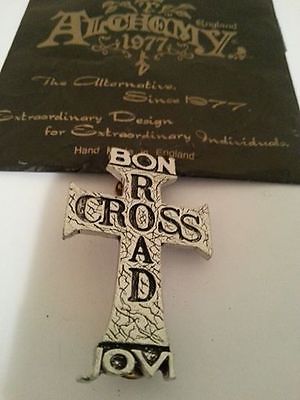 England
ALCHEMY
1977
The Alternative.
Since 1977.
Extraordinary Design
for Extraordinary Individuals.
Hand Made in England
BON
ROAD
CROSS
JOVI